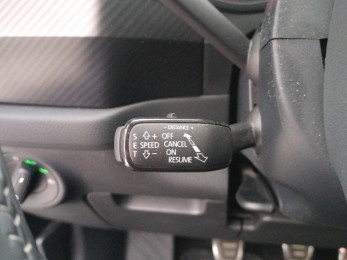 - DISTANCE +
S ⇧ + OFF
E SPEED CANCEL
T ⇩ - ON
RESUME